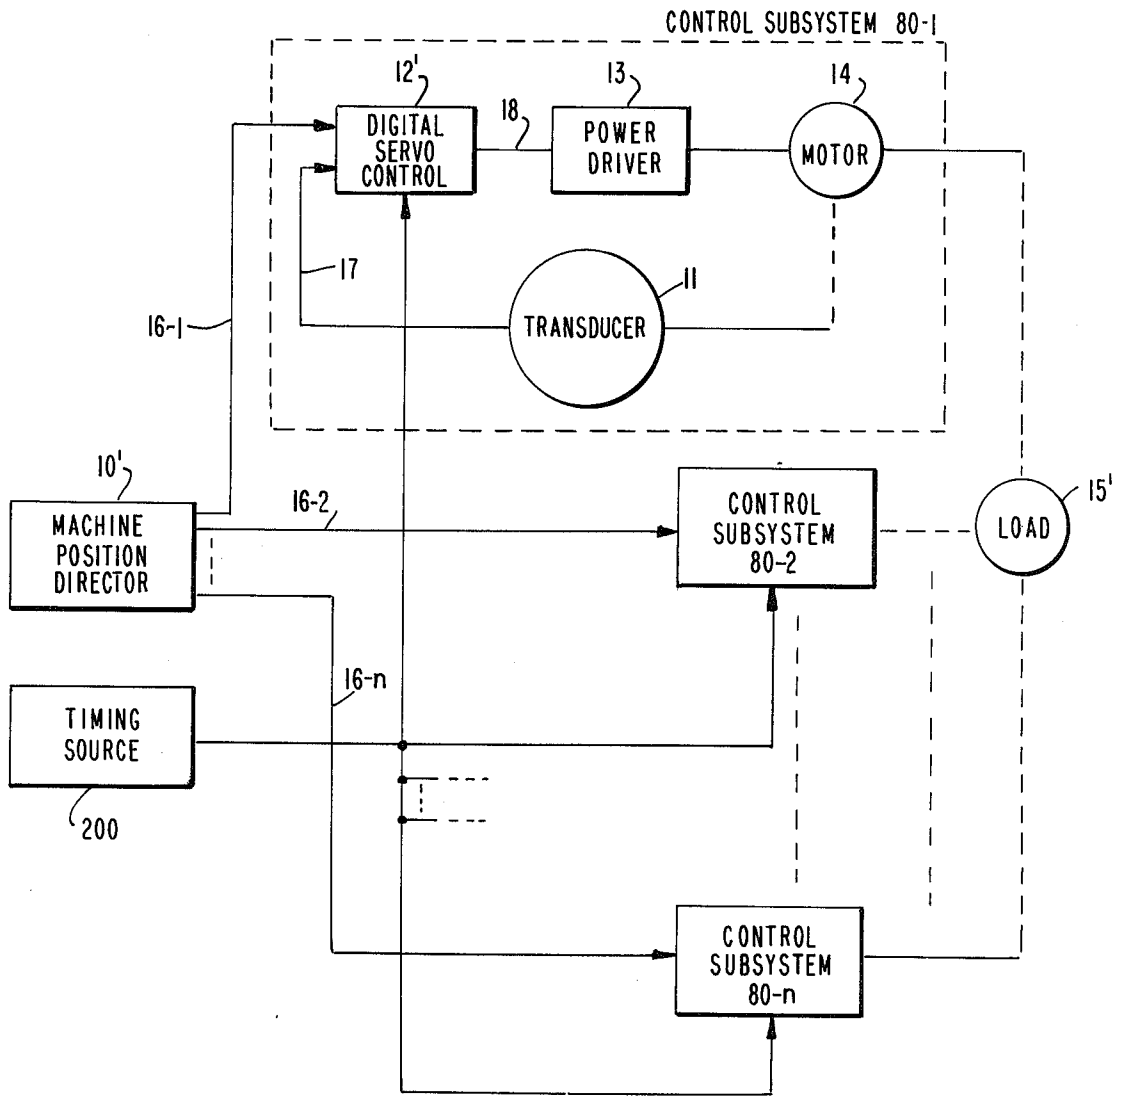 CONTROL SUBSYSTEM 80-1
12'
13
14
DIGITAL
SERVO
CONTROL
18
POWER
DRIVER
MOTOR
17
11
TRANSDUCER
16-1
10'
MACHINE
POSITION
DIRECTOR
16-2
CONTROL
SUBSYSTEM
80-2
15'
LOAD
16-n
TIMING
SOURCE
200
CONTROL
SUBSYSTEM
80-n